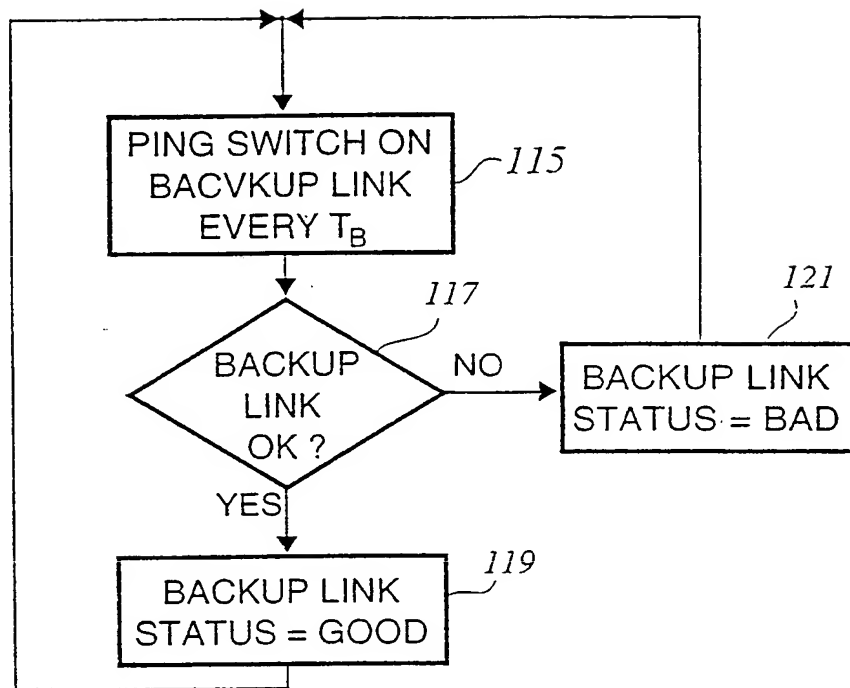 PING SWITCH ON
BACVKUP LINK
EVERY T_B
115
117
BACKUP
LINK
OK ?
NO
YES
121
BACKUP LINK
STATUS = BAD
119
BACKUP LINK
STATUS = GOOD